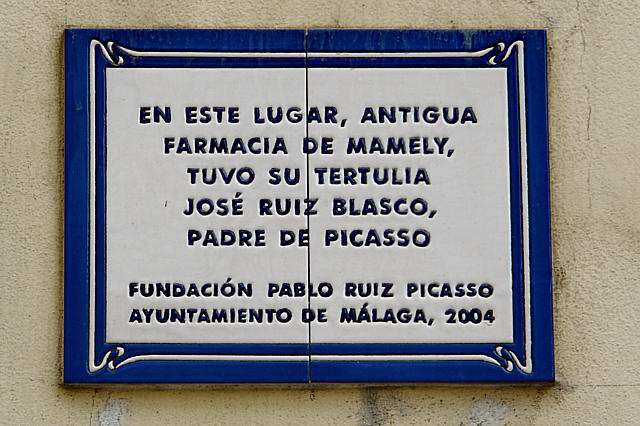 EN ESTE LUGAR, ANTIGUA
FARMACIA DE MAMELY,
TUVO SU TERTULIA
JOSÉ RUIZ BLASCO,
PADRE DE PICASSO
FUNDACIÓN PABLO RUIZ PICASSO
AYUNTAMIENTO DE MÁLAGA, 2004